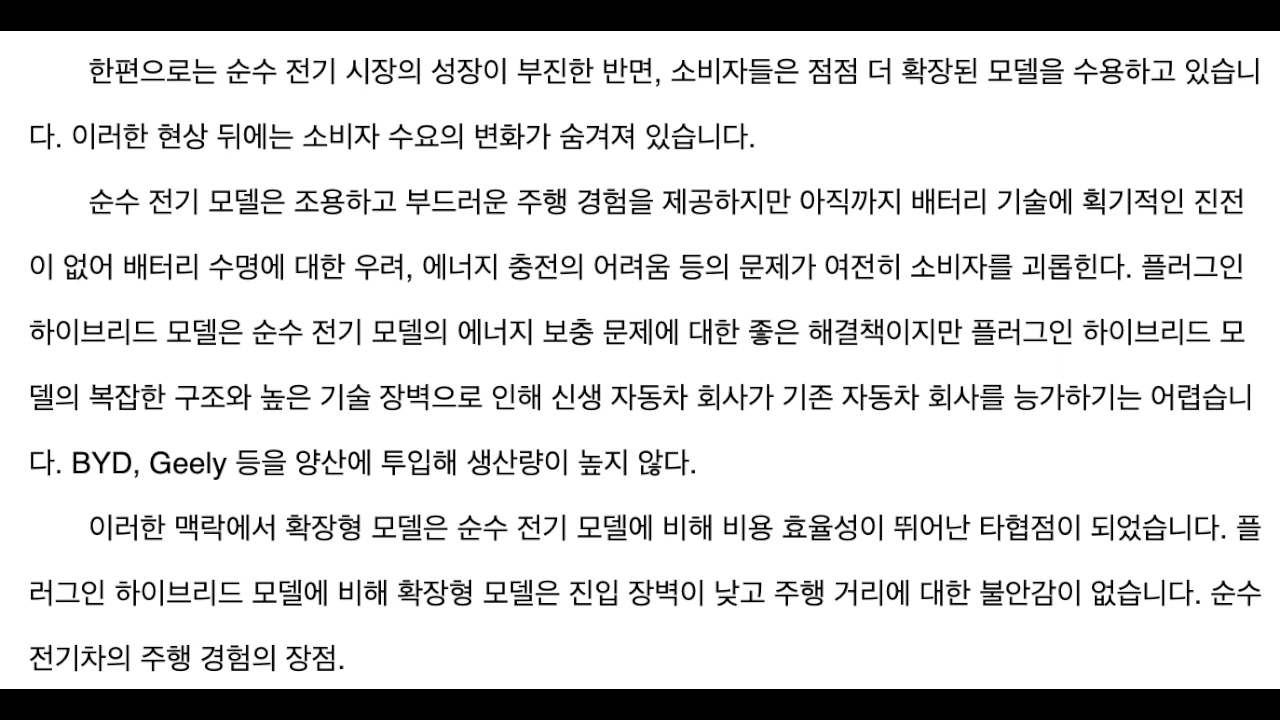 한편으로는 순수 전기 시장의 성장이 부진한 반면, 소비자들은 점점 더 확장된 모델을 수용하고 있습니
다. 이러한 현상 뒤에는 소비자 수요의 변화가 숨겨져 있습니다.
순수 전기 모델은 조용하고 부드러운 주행 경험을 제공하지만 아직까지 배터리 기술에 획기적인 진전
이 없어 배터리 수명에 대한 우려, 에너지 충전의 어려움 등의 문제가 여전히 소비자를 괴롭힌다. 플러그인
하이브리드 모델은 순수 전기 모델의 에너지 보충 문제에 대한 좋은 해결책이지만 플러그인 하이브리드 모
델의 복잡한 구조와 높은 기술 장벽으로 인해 신생 자동차 회사가 기존 자동차 회사를 능가하기는 어렵습니
다. BYD, Geely 등을 양산에 투입해 생산량이 높지 않다.
이러한 맥락에서 확장형 모델은 순수 전기 모델에 비해 비용 효율성이 뛰어난 타협점이 되었습니다. 플
러그인 하이브리드 모델에 비해 확장형 모델은 진입 장벽이 낮고 주행 거리에 대한 불안감이 없습니다. 순수
전기차의 주행 경험의 장점.